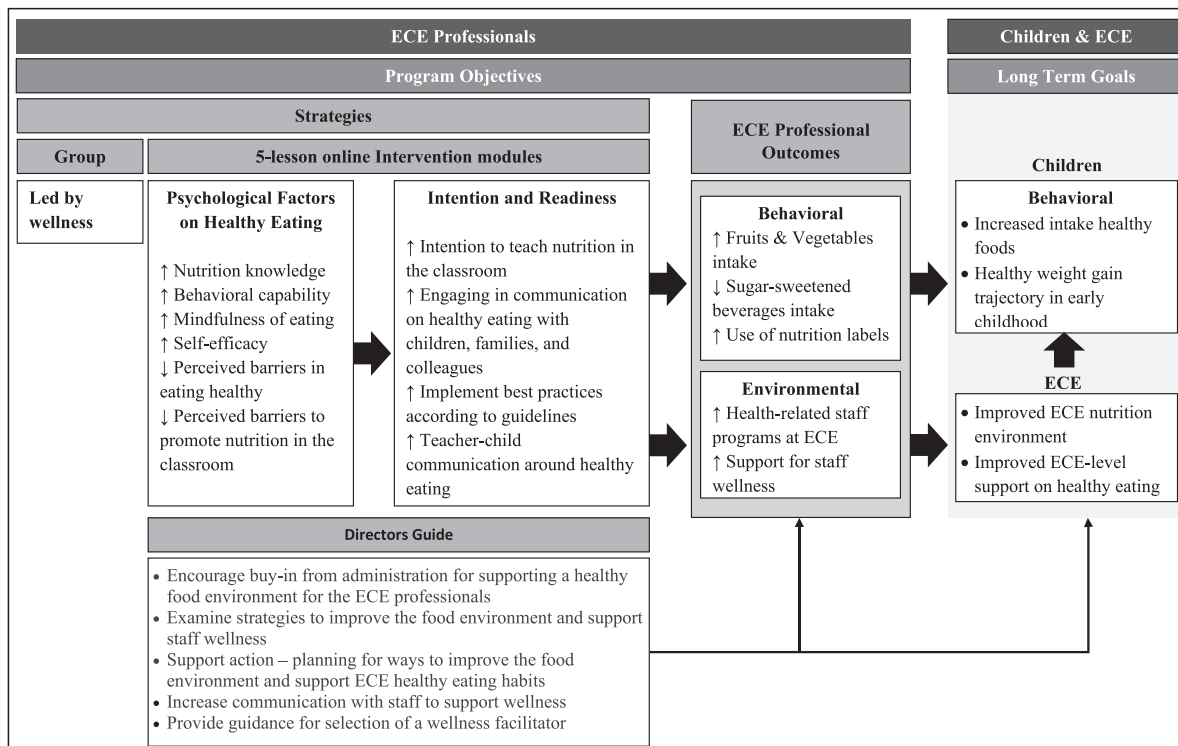 ECE Professionals
Children & ECE
Program Objectives
Long Term Goals
Strategies
ECE Professional
Outcomes
Group
5-lesson online Intervention modules
Led by
wellness
Psychological Factors
on Healthy Eating
↑ Nutrition knowledge
↑ Behavioral capability
↑ Mindfulness of eating
↑ Self-efficacy
↓ Perceived barriers in
eating healthy
↓ Perceived barriers to
promote nutrition in the
classroom
Intention and Readiness
↑ Intention to teach nutrition in
the classroom
↑ Engaging in communication
on healthy eating with
children, families, and
colleagues
↑ Implement best practices
according to guidelines
↑ Teacher-child
communication around healthy
eating
Behavioral
↑ Fruits & Vegetables
intake
↓ Sugar-sweetened
beverages intake
↑ Use of nutrition labels
Environmental
↑ Health-related staff
programs at ECE
↑ Support for staff
wellness
Children
Behavioral
• Increased intake healthy
foods
• Healthy weight gain
trajectory in early
childhood
ECE
• Improved ECE nutrition
environment
• Improved ECE-level
support on healthy eating
Directors Guide
• Encourage buy-in from administration for supporting a healthy
food environment for the ECE professionals
• Examine strategies to improve the food environment and support
staff wellness
• Support action – planning for ways to improve the food
environment and support ECE healthy eating habits
• Increase communication with staff to support wellness
• Provide guidance for selection of a wellness facilitator